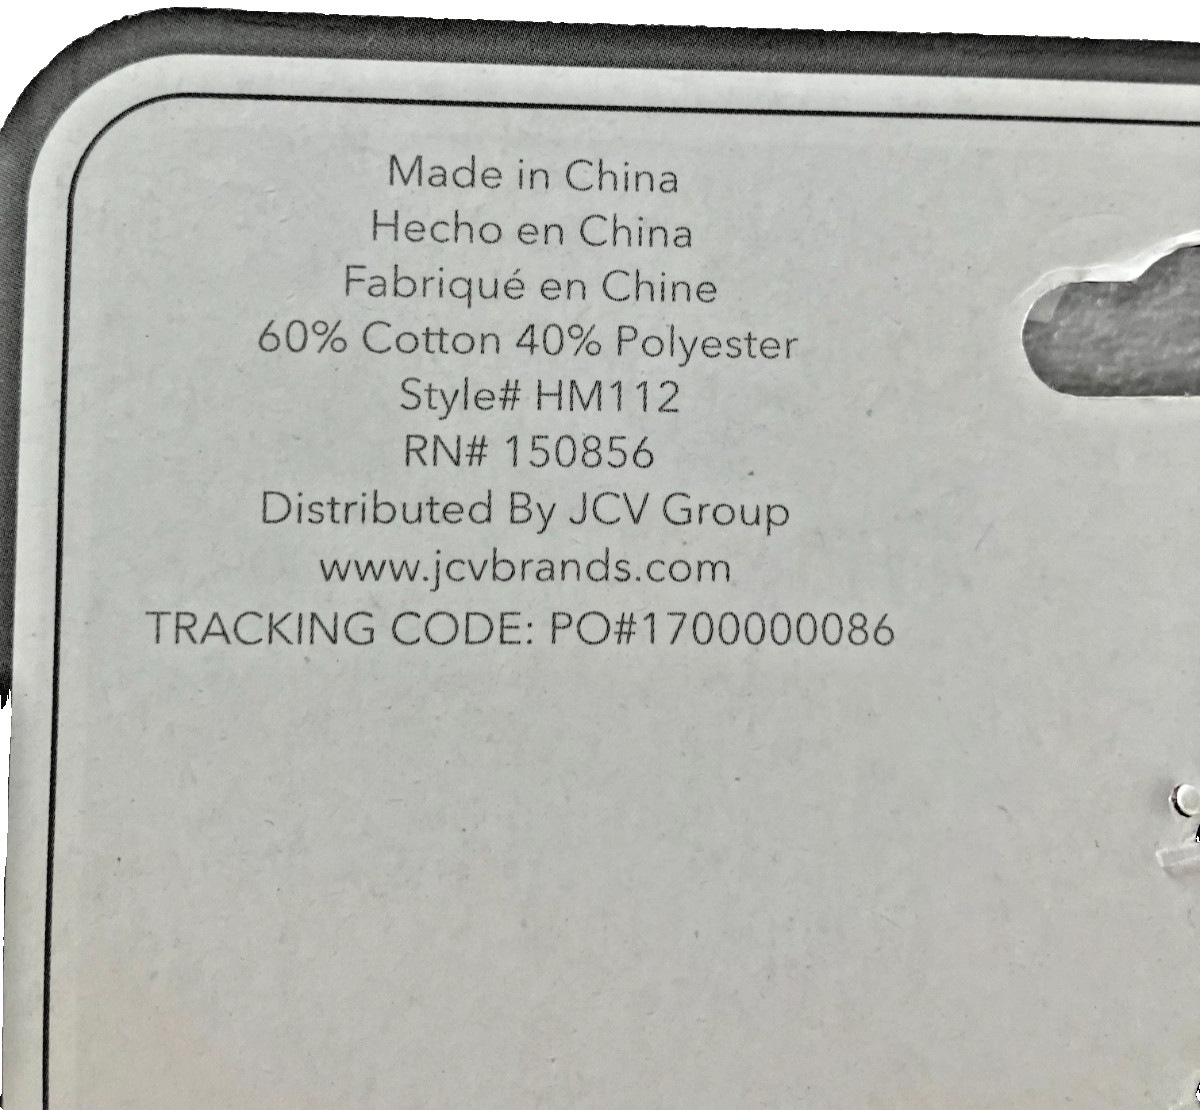 Made in China
Hecho en China
Fabriqué en Chine
60% Cotton 40% Polyester
Style# HM112
RN# 150856
Distributed By JCV Group
www.jcvbrands.com
TRACKING CODE: PO#1700000086